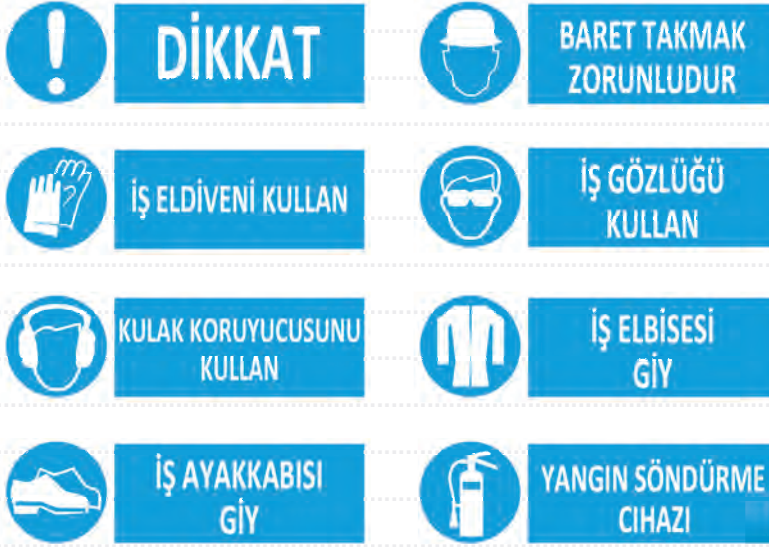 DİKKAT
BARET TAKMAK
ZORUNLUDUR
İŞ ELDİVENİ KULLAN
İŞ GÖZLÜĞÜ
KULLAN
KULAK KORUYUCUSUNU
KULLAN
İŞ ELBİSESİ
GİY
İŞ AYAKKABISI
GİY
YANGIN SÖNDÜRME
CIHAZI